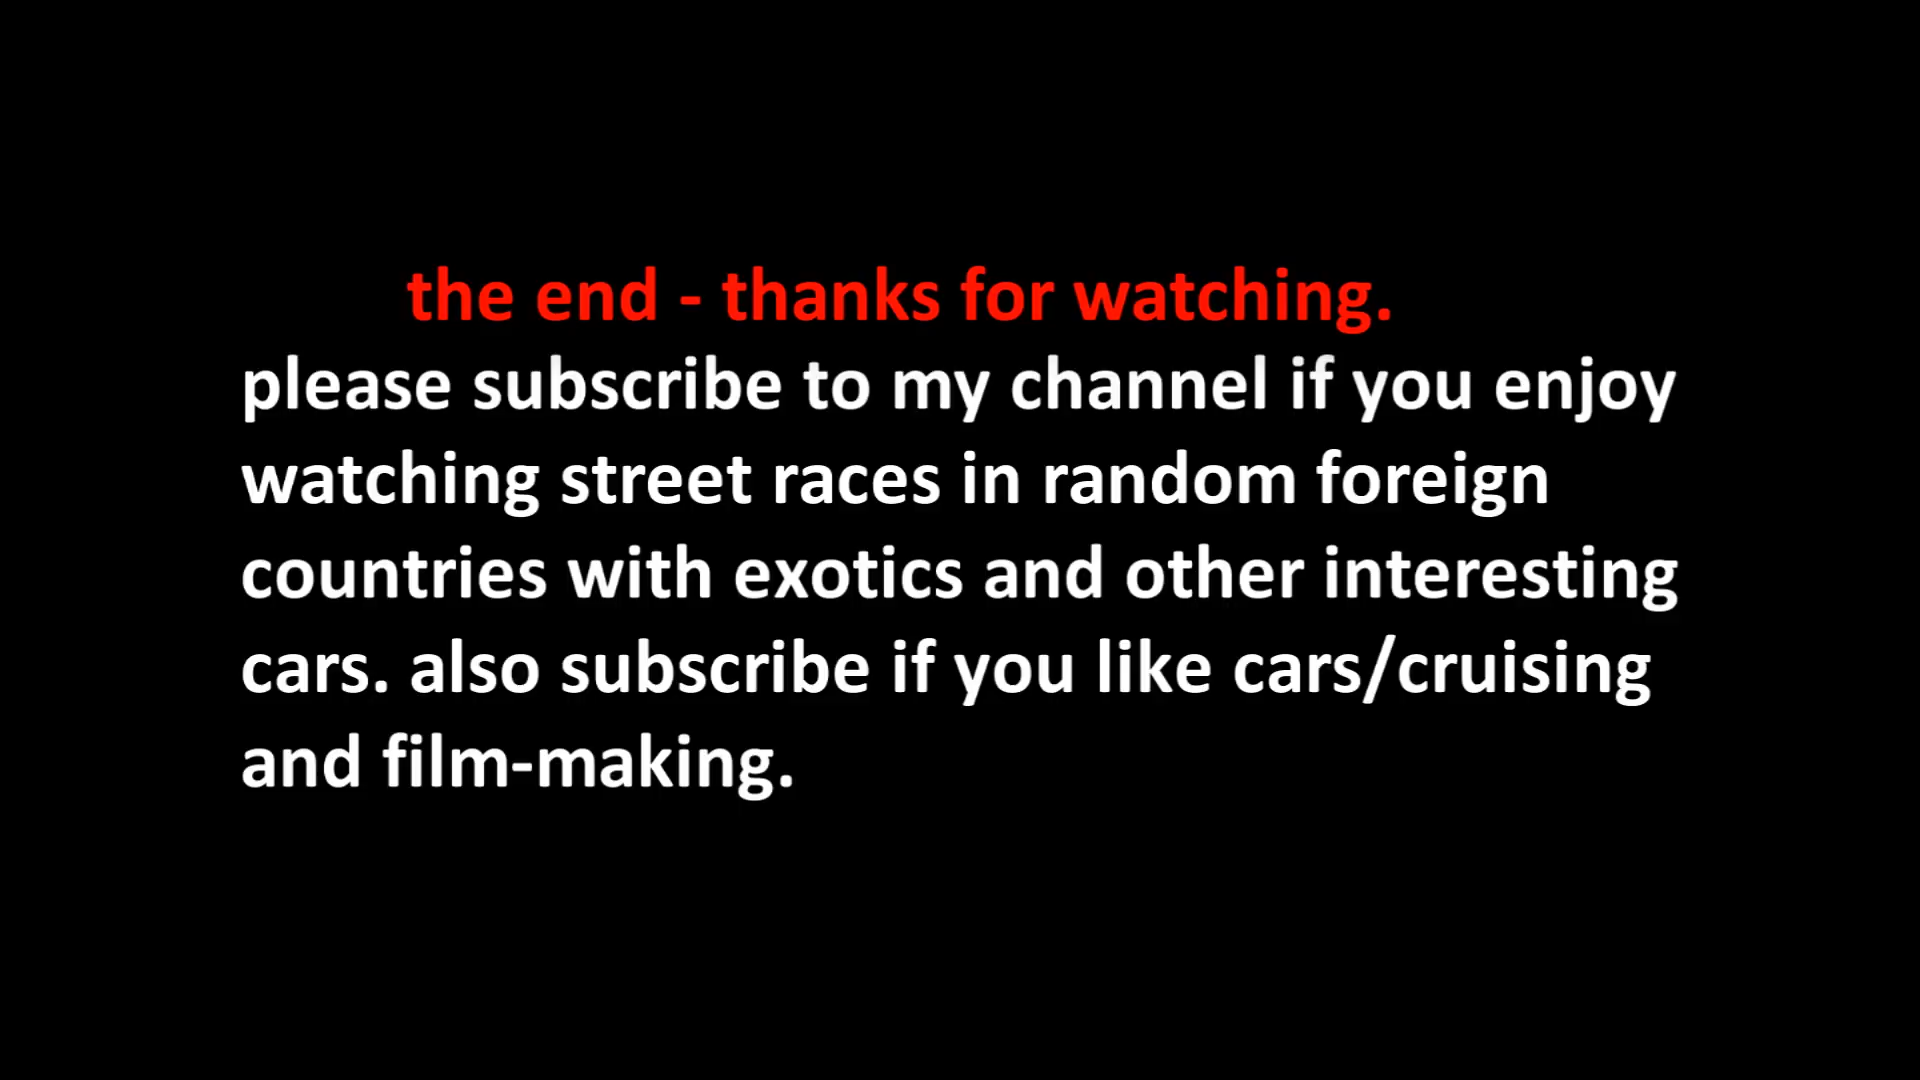 the end - thanks for watching.
please subscribe to my channel if you enjoy
watching street races in random foreign
countries with exotics and other interesting
cars. also subscribe if you like cars/cruising
and film-making.